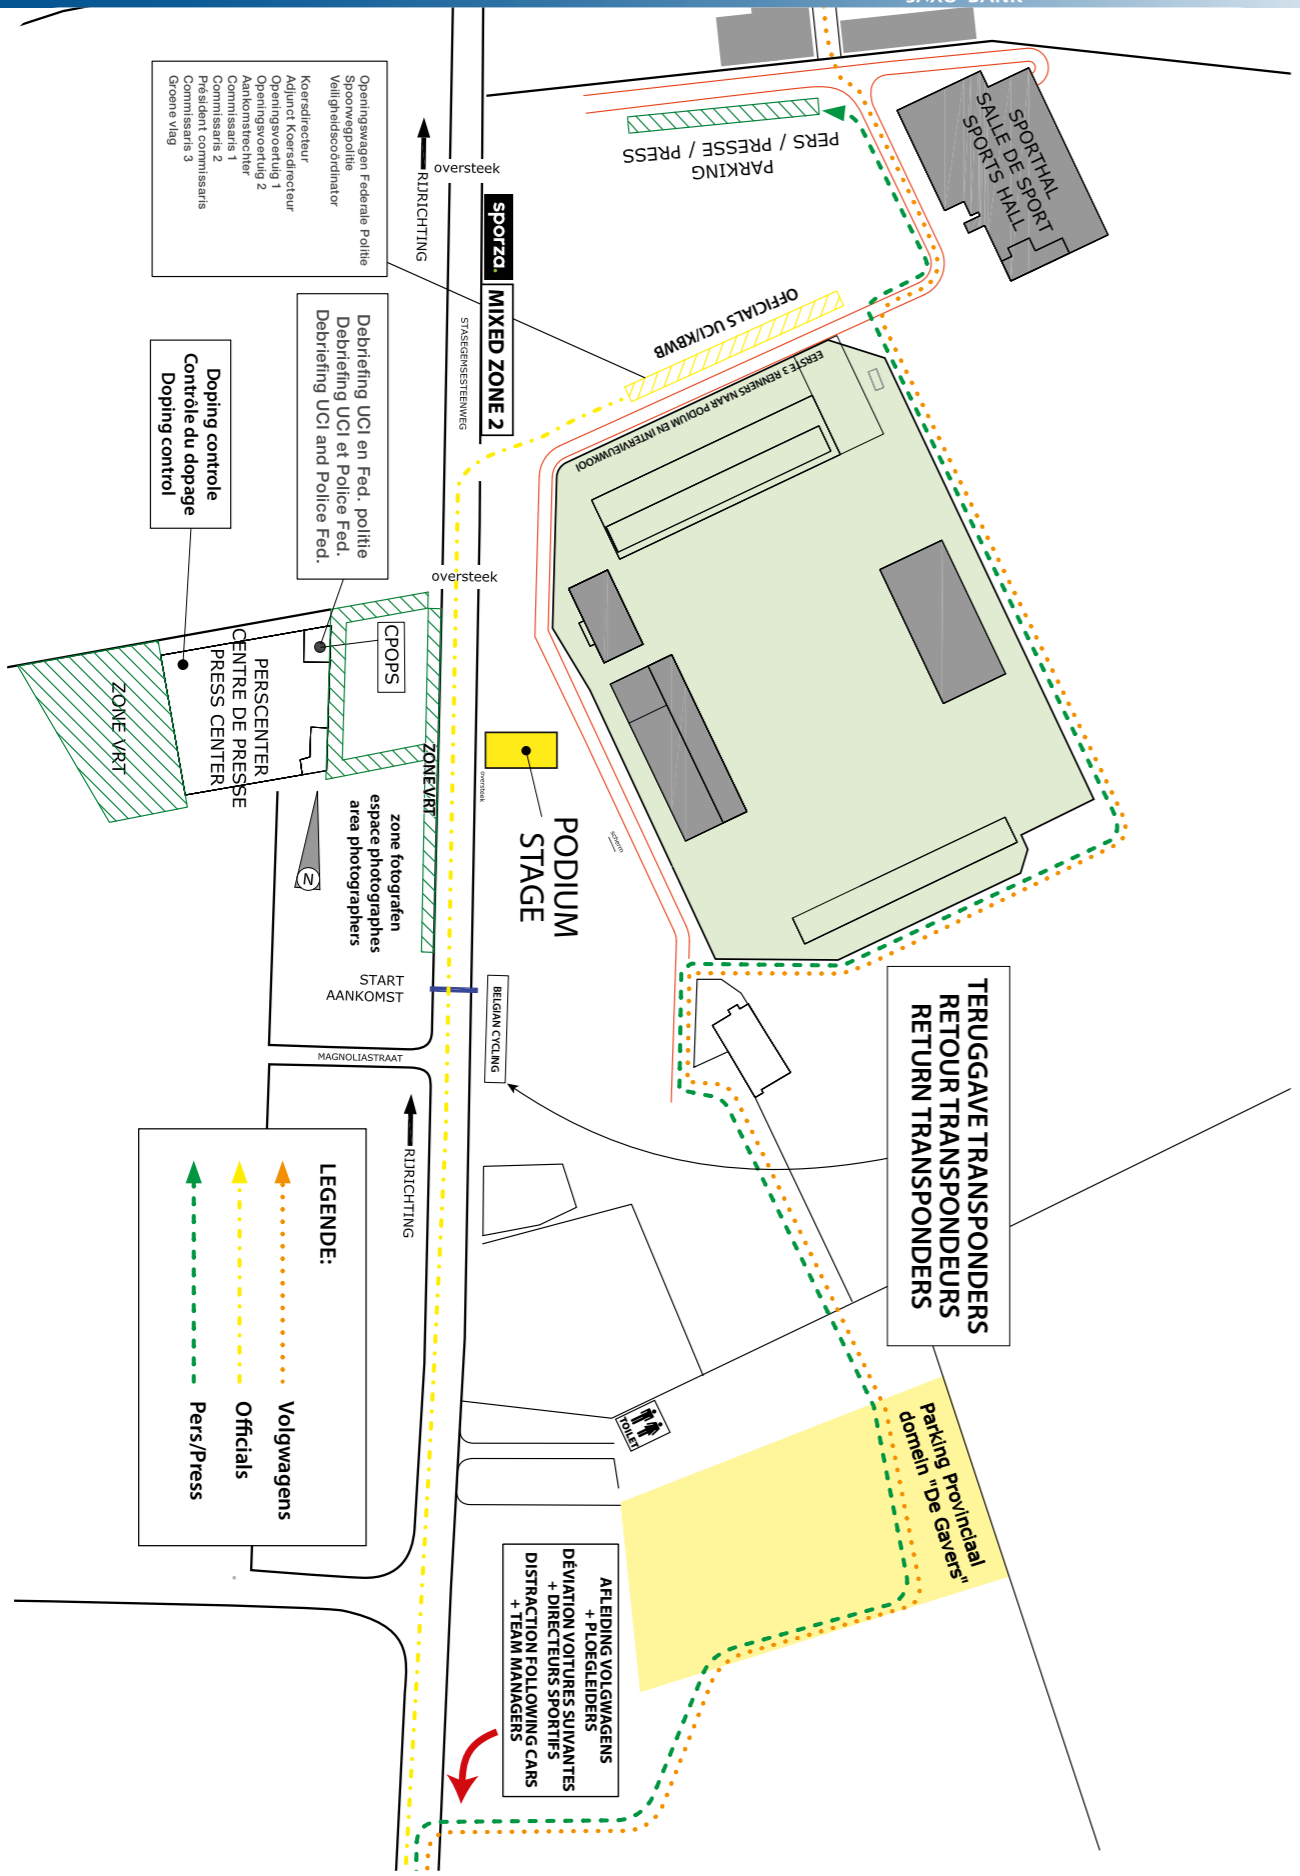 SAXO BANK
Openingswagen Federale Politie
Spoorwegpolitie
Veiligheidscoördinator
Koersdirecteur
Adjunct Koersdirecteur
Openingsvoertuig 1
Openingsvoertuig 2
Aankomstrechter
Commissaris 1
Commissaris 2
Président commissaris
Commissaris 3
Groene vlag
RIJRICHTING
oversteek
sporza.
MIXED ZONE 2
STASEGEMSESTEENWEG
PARKING
PERS / PRESSE / PRESS
SPORTHAL
SALLE DE SPORT
SPORTS HALL
OFFICIALS UCI/KBWB
EERSTE 3 RENNERS NAAR PODIUM EN INTERVIEUWKOOI
Debriefing UCI en Fed. politie
Debriefing UCI et Police Fed.
Debriefing UCI and Police Fed.
Doping controle
Contrôle du dopage
Doping control
oversteek
CPOPS
PERSCENTER
CENTRE DE PRESSE
PRESS CENTER
ZONE VRT
ZONE VRT
oversteek
PODIUM
STAGE
scherm
zone fotografen
espace photographes
area photographers
N
START
AANKOMST
BELGIAN CYCLING
MAGNOLIASTRAAT
RIJRICHTING
TERUGGAVE TRANSPONDERS
RETOUR TRANSPONDEURS
RETURN TRANSPONDERS
LEGENDE:
Volgwagens
Officials
Pers/Press
TOILET
Parking Provinciaal
domein "De Gavers"
AFLEIDING VOLGWAGENS
+ PLOEGLEIDERS
DÉVIATION VOITURES SUIVANTES
+ DIRECTEURS SPORTIFS
DISTRACTION FOLLOWING CARS
+ TEAM MANAGERS